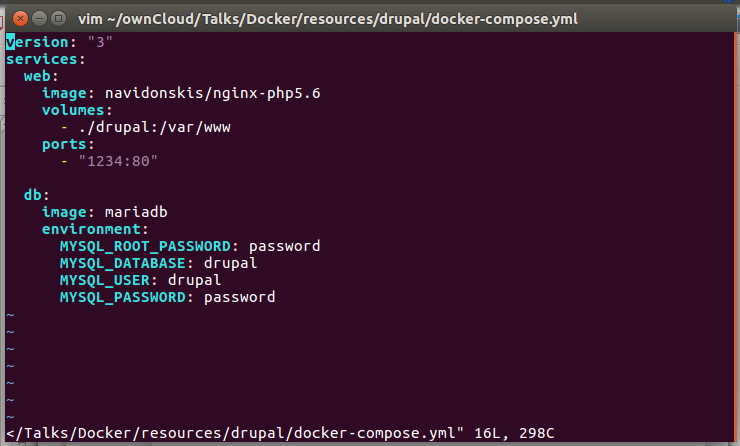 vim ~/ownCloud/Talks/Docker/resources/drupal/docker-compose.yml
version: "3"
services:
  web:
    image: navidonskis/nginx-php5.6
    volumes:
      - ./drupal:/var/www
    ports:
      - "1234:80"

  db:
    image: mariadb
    environment:
      MYSQL_ROOT_PASSWORD: password
      MYSQL_DATABASE: drupal
      MYSQL_USER: drupal
      MYSQL_PASSWORD: password
~
~
~
~
~
~
~
</Talks/Docker/resources/drupal/docker-compose.yml" 16L, 298C